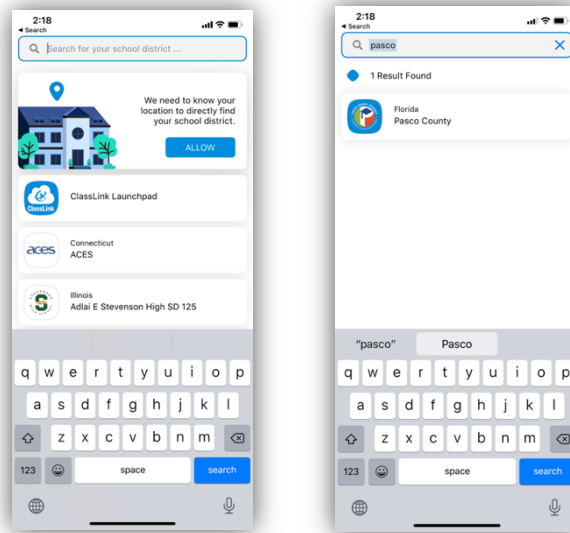 2:18
Search
Search for your school district ...
We need to know your
location to directly find
your school district.
ALLOW
ClassLink
ClassLink Launchpad
aces
Connecticut
ACES
S
Illinois
Adlai E Stevenson High SD 125
q w e r t y u i o p
a s d f g h j k l
z x c v b n m
123 space search
2:18
Search
pasco
1 Result Found
P
Florida
Pasco County
"pasco" Pasco
q w e r t y u i o p
a s d f g h j k l
z x c v b n m
123 space search